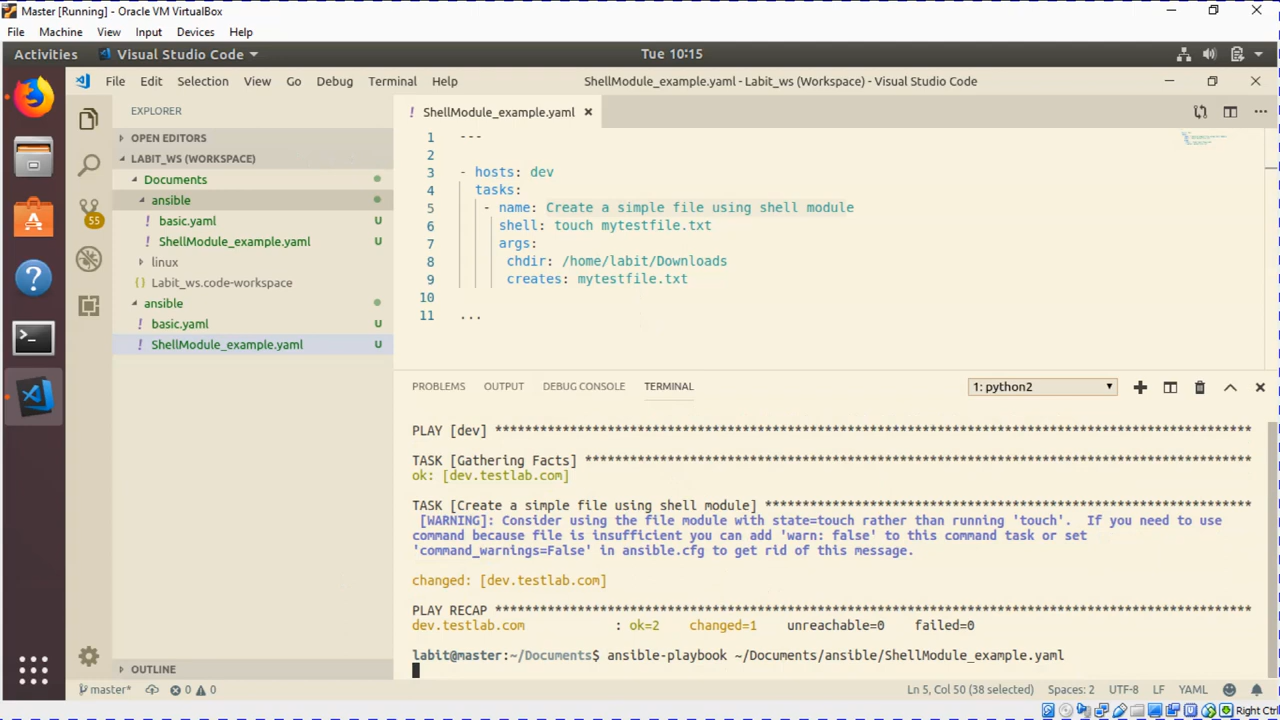 Master [Running] - Oracle VM VirtualBox
File Machine View Input Devices Help
Activities Visual Studio Code Tue 10:15
File Edit Selection View Go Debug Terminal Help ShellModule_example.yaml - Labit_ws (Workspace) - Visual Studio Code
EXPLORER
ShellModule_example.yaml
OPEN EDITORS
LABIT_WS (WORKSPACE)
Documents
ansible
basic.yaml U
ShellModule_example.yaml U
linux
Labit_ws.code-workspace
ansible
basic.yaml U
ShellModule_example.yaml U
OUTLINE
55
1 ---
2
3 - hosts: dev
4 tasks:
5 - name: Create a simple file using shell module
6 shell: touch mytestfile.txt
7 args:
8 chdir: /home/labit/Downloads
9 creates: mytestfile.txt
10
11 ...
PROBLEMS OUTPUT DEBUG CONSOLE TERMINAL 1: python2
PLAY [dev] *****************************************************************************************************
TASK [Gathering Facts] *****************************************************************************************
ok: [dev.testlab.com]
TASK [Create a simple file using shell module] *****************************************************************
[WARNING]: Consider using the file module with state=touch rather than running 'touch'. If you need to use
command because file is insufficient you can add 'warn: false' to this command task or set
'command_warnings=False' in ansible.cfg to get rid of this message.
changed: [dev.testlab.com]
PLAY RECAP *****************************************************************************************************
dev.testlab.com : ok=2 changed=1 unreachable=0 failed=0
labit@master:~/Documents$ ansible-playbook ~/Documents/ansible/ShellModule_example.yaml
master* 0 0 Ln 5, Col 50 (38 selected) Spaces: 2 UTF-8 LF YAML
Right Ctrl